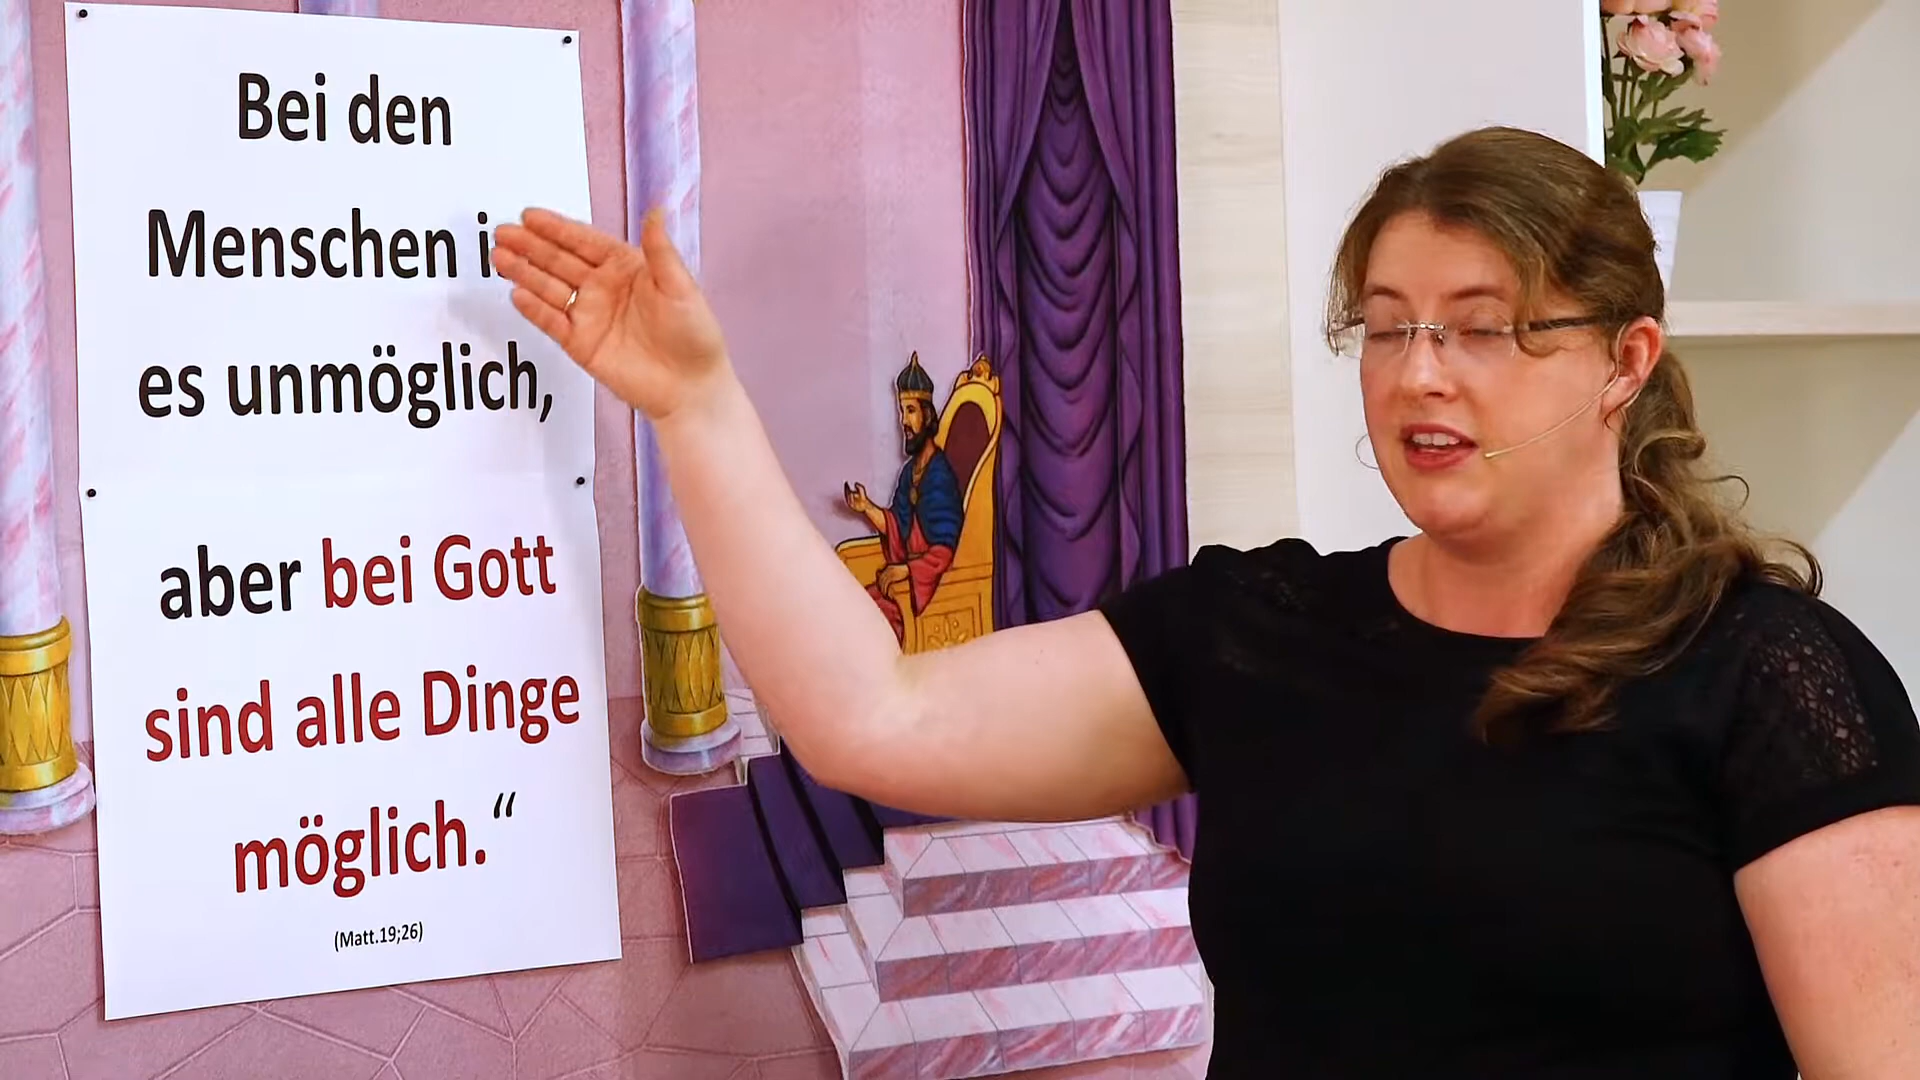 Bei den
Menschen
es unmöglich,
aber bei Gott
sind alle Dinge
möglich.“
(Matt.19;26)